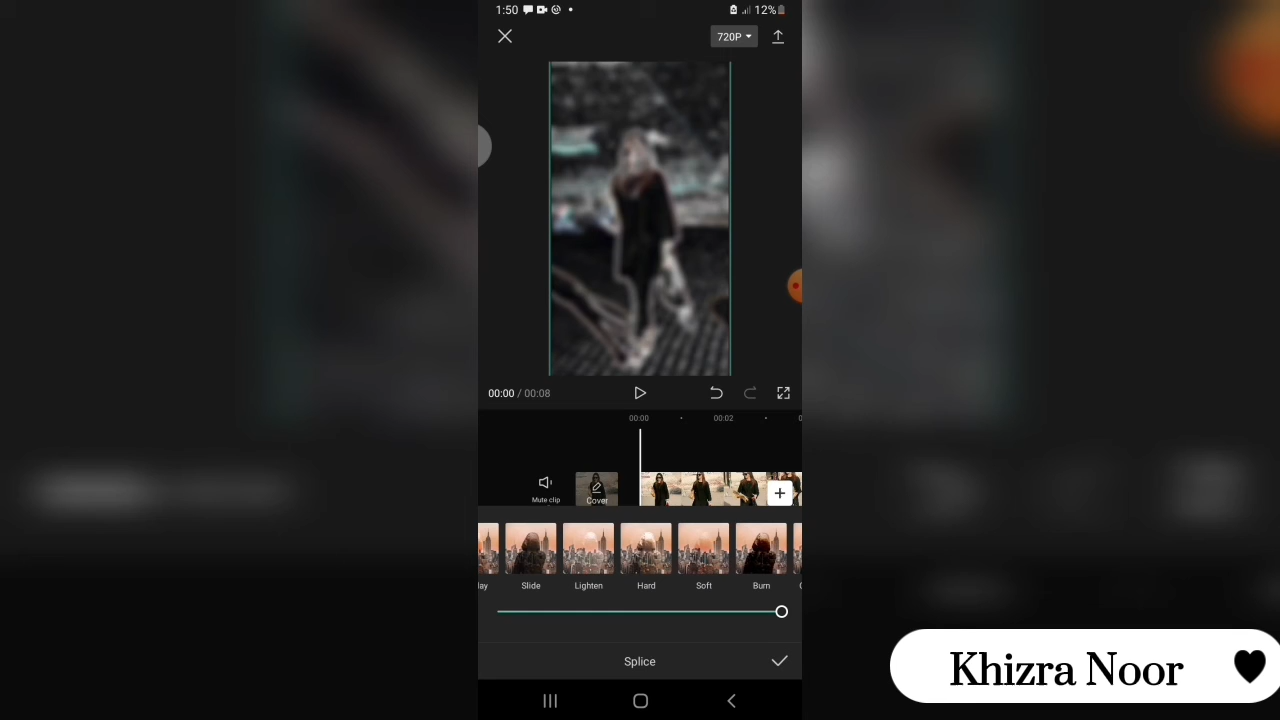 1:50
12%
720P
00:00 / 00:08
00:00
00:02
Mute clip
Cover
lay
Slide
Lighten
Hard
Soft
Burn
Splice
Khizra Noor